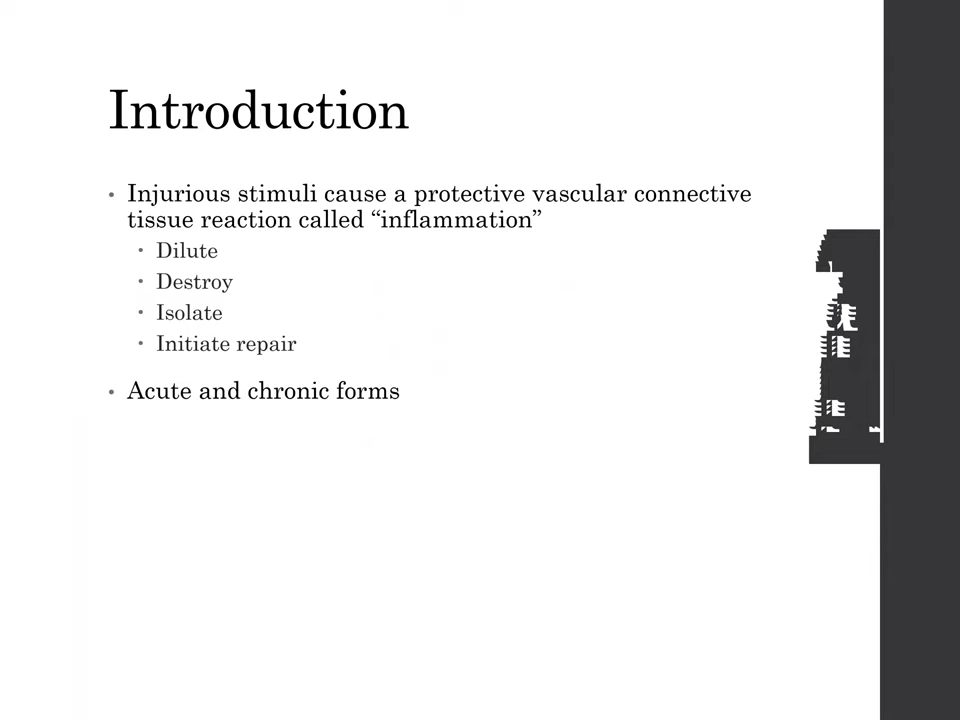 Introduction
• Injurious stimuli cause a protective vascular connective
tissue reaction called “inflammation”
• Dilute
• Destroy
• Isolate
• Initiate repair
• Acute and chronic forms